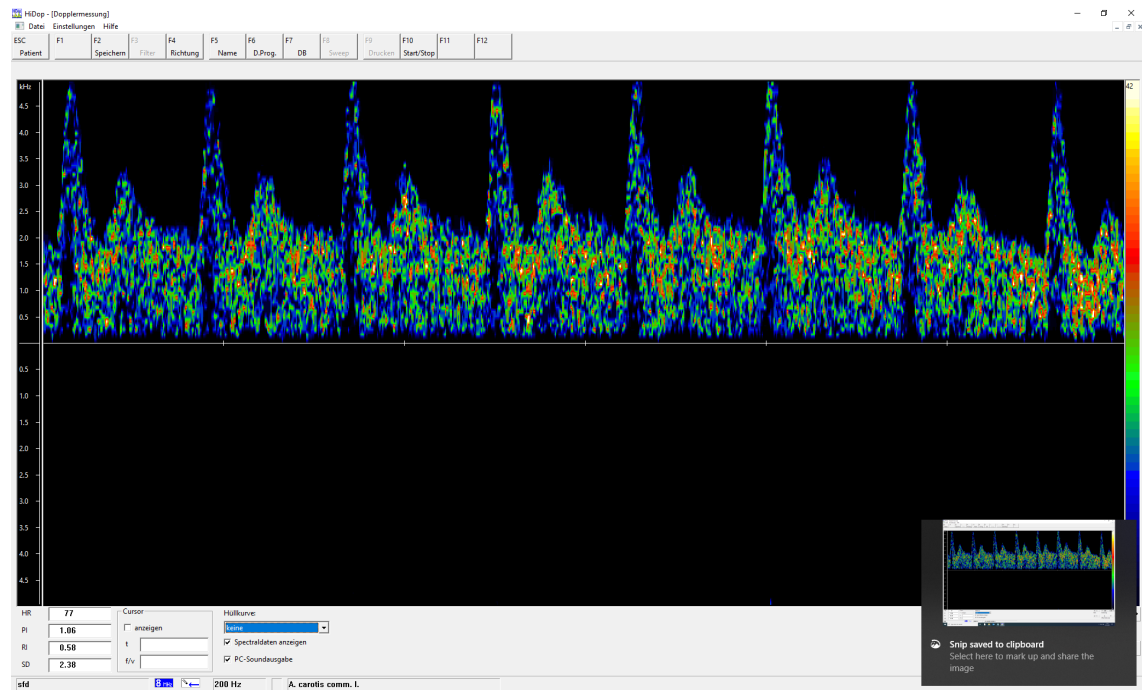 HiDop - [Dopplermessung]
Datei Einstellungen Hilfe
ESC F1 F2 F3 F4 F5 F6 F7 F8 F9 F10 F11 F12
Patient Speichern Filter Richtung Name D.Prog. DB Sweep Drucken Start/Stop
kHz 42
4.5
4.0
3.5
3.0
2.5
2.0
1.5
1.0
0.5
0.5
1.0
1.5
2.0
2.5
3.0
3.5
4.0
4.5
HR 77
PI 1.06
RI 0.58
SD 2.38
Cursor
anzeigen
t
f/v
Hüllkurve:
keine
Spectraldaten anzeigen
PC-Soundausgabe
Snip saved to clipboard
Select here to mark up and share the
image
sfd 8 MHz 200 Hz A. carotis comm. l.